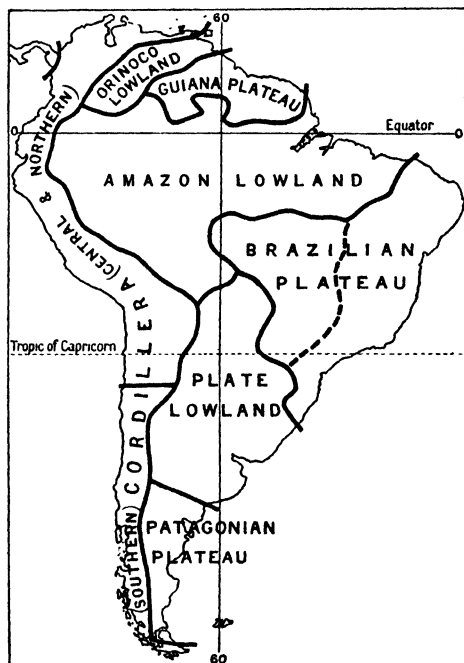 60
ORINOCO
LOWLAND
GUIANA PLATEAU
0
Equator
0
AMAZON LOWLAND
BRAZILIAN
PLATEAU
CORDILLERA (CENTRAL & NORTHERN)
Tropic of Capricorn
PLATE
LOWLAND
(SOUTHERN)
PATAGONIAN
PLATEAU
60